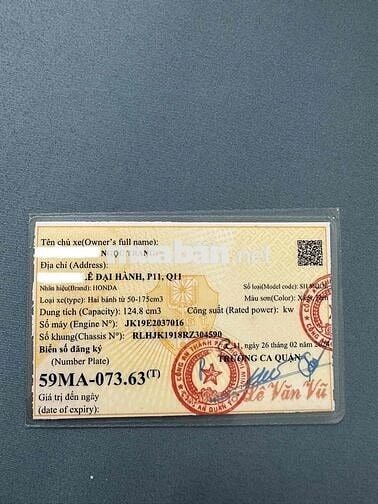 Tên chủ xe(Owner's full name):
muaban.net
Địa chỉ (Address):
LÊ ĐẠI HÀNH, P11, Q11
Nhãn hiệu(Brand): HONDA
Số loại(Model code):
Loại xe(type): Hai bánh từ 50-175cm3
Màu sơn(Color):
Dung tích (Capacity): 124.8 cm3
Công suất(Rated power): kw
Số máy (Engine N°): JK19E2037016
Số khung(Chassis N°): RLHJK1918RZ304590
Biển số đăng ký
(Number Plate)
ngày 26 tháng 02 năm
TRƯỞNG CA QUẬN
59MA-073.63(T)
Giá trị đến ngày
(date of expiry):
Lê Văn Vũ